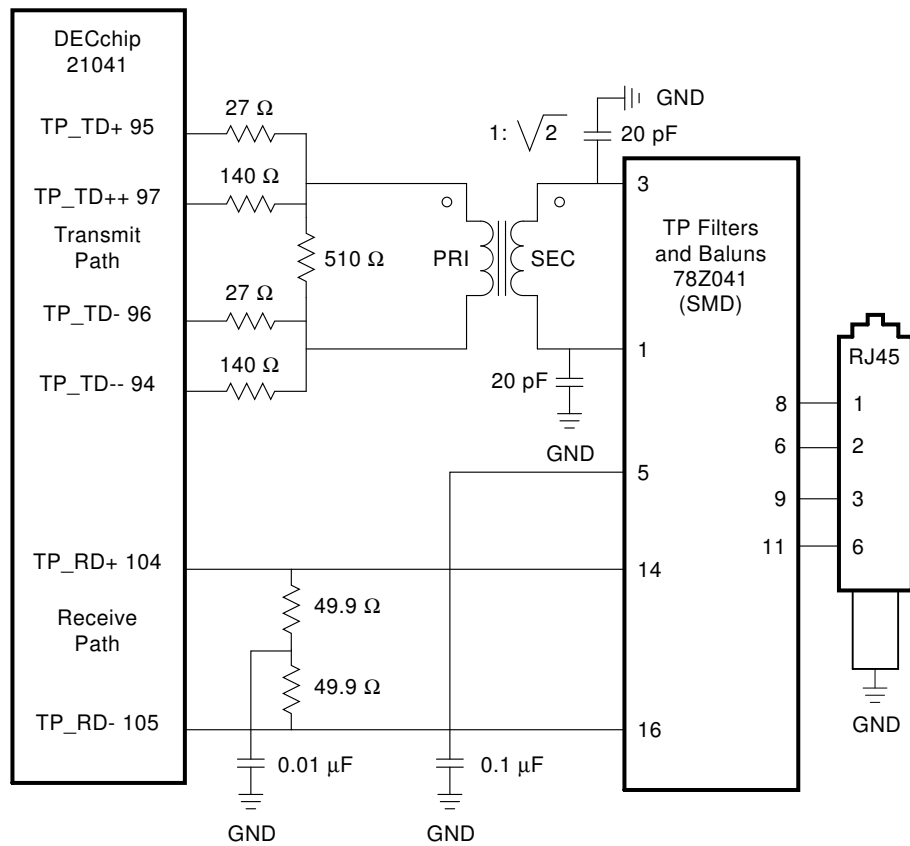 DECchip
21041
TP_TD+ 95
27 Ω
TP_TD++ 97
140 Ω
Transmit
Path
510 Ω
TP_TD- 96
27 Ω
TP_TD-- 94
140 Ω
1: √2
PRI
SEC
GND
20 pF
20 pF
GND
3
TP Filters
and Baluns
78Z041
(SMD)
1
5
14
16
8
6
9
11
RJ45
1
2
3
6
GND
TP_RD+ 104
49.9 Ω
Receive
Path
49.9 Ω
TP_RD- 105
0.01 μF
GND
0.1 μF
GND